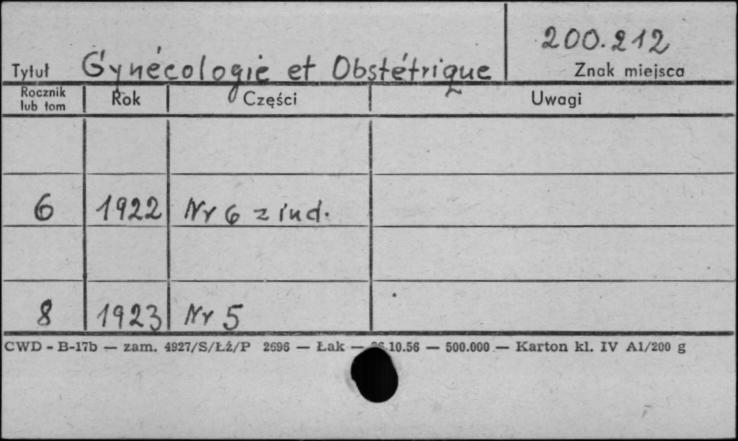 200.212
Tytuł Gynécologie et Obstétrique Znak miejsca
Rocznik lub tom Rok Części Uwagi
6 1922 Nr 6 z ind.
8 1923 Nr 5
CWD - B-17b — zam. 4927/S/ŁŻ/P 2696 — Łak — 10.56 — 500.000 — Karton kl. IV A1/200 g